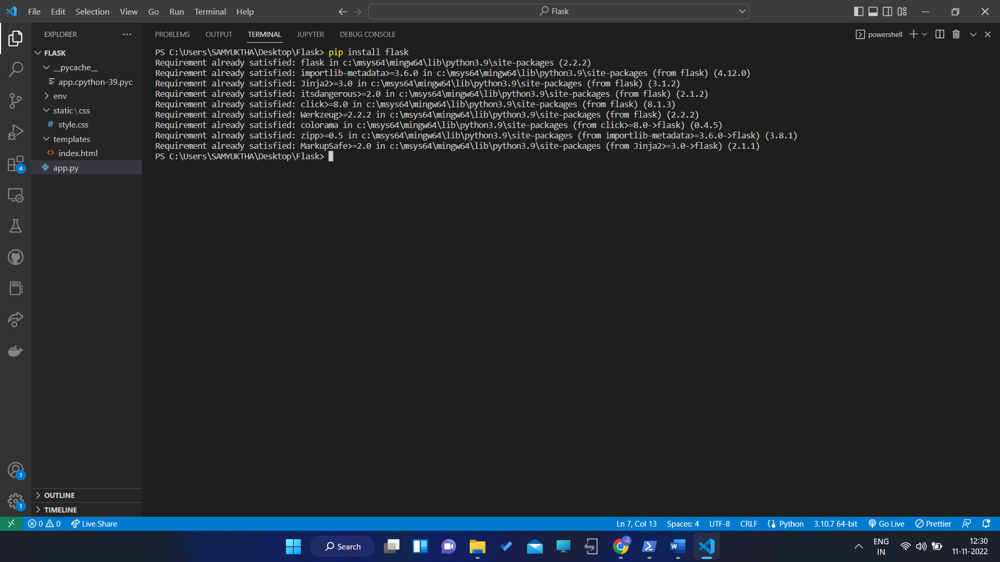 File Edit Selection View Go Run Terminal Help
Flask
EXPLORER
FLASK
__pycache__
app.cpython-39.pyc
env
static\css
# style.css
templates
<> index.html
app.py
OUTLINE
TIMELINE
PROBLEMS OUTPUT TERMINAL JUPYTER DEBUG CONSOLE
powershell
PS C:\Users\SAMYUKTHA\Desktop\Flask> pip install flask
Requirement already satisfied: flask in c:\msys64\mingw64\lib\python3.9\site-packages (2.2.2)
Requirement already satisfied: importlib-metadata>=3.6.0 in c:\msys64\mingw64\lib\python3.9\site-packages (from flask) (4.12.0)
Requirement already satisfied: Jinja2>=3.0 in c:\msys64\mingw64\lib\python3.9\site-packages (from flask) (3.1.2)
Requirement already satisfied: itsdangerous>=2.0 in c:\msys64\mingw64\lib\python3.9\site-packages (from flask) (2.1.2)
Requirement already satisfied: click>=8.0 in c:\msys64\mingw64\lib\python3.9\site-packages (from flask) (8.1.3)
Requirement already satisfied: Werkzeug>=2.2.2 in c:\msys64\mingw64\lib\python3.9\site-packages (from flask) (2.2.2)
Requirement already satisfied: colorama in c:\msys64\mingw64\lib\python3.9\site-packages (from click>=8.0->flask) (0.4.5)
Requirement already satisfied: zipp>=0.5 in c:\msys64\mingw64\lib\python3.9\site-packages (from importlib-metadata>=3.6.0->flask) (3.8.1)
Requirement already satisfied: MarkupSafe>=2.0 in c:\msys64\mingw64\lib\python3.9\site-packages (from Jinja2>=3.0->flask) (2.1.1)
PS C:\Users\SAMYUKTHA\Desktop\Flask>
4
1
1
0 0 Live Share
Ln 7, Col 13 Spaces: 4 UTF-8 CRLF Python 3.10.7 64-bit Go Live Prettier
Search
W
ENG
IN
12:30
11-11-2022